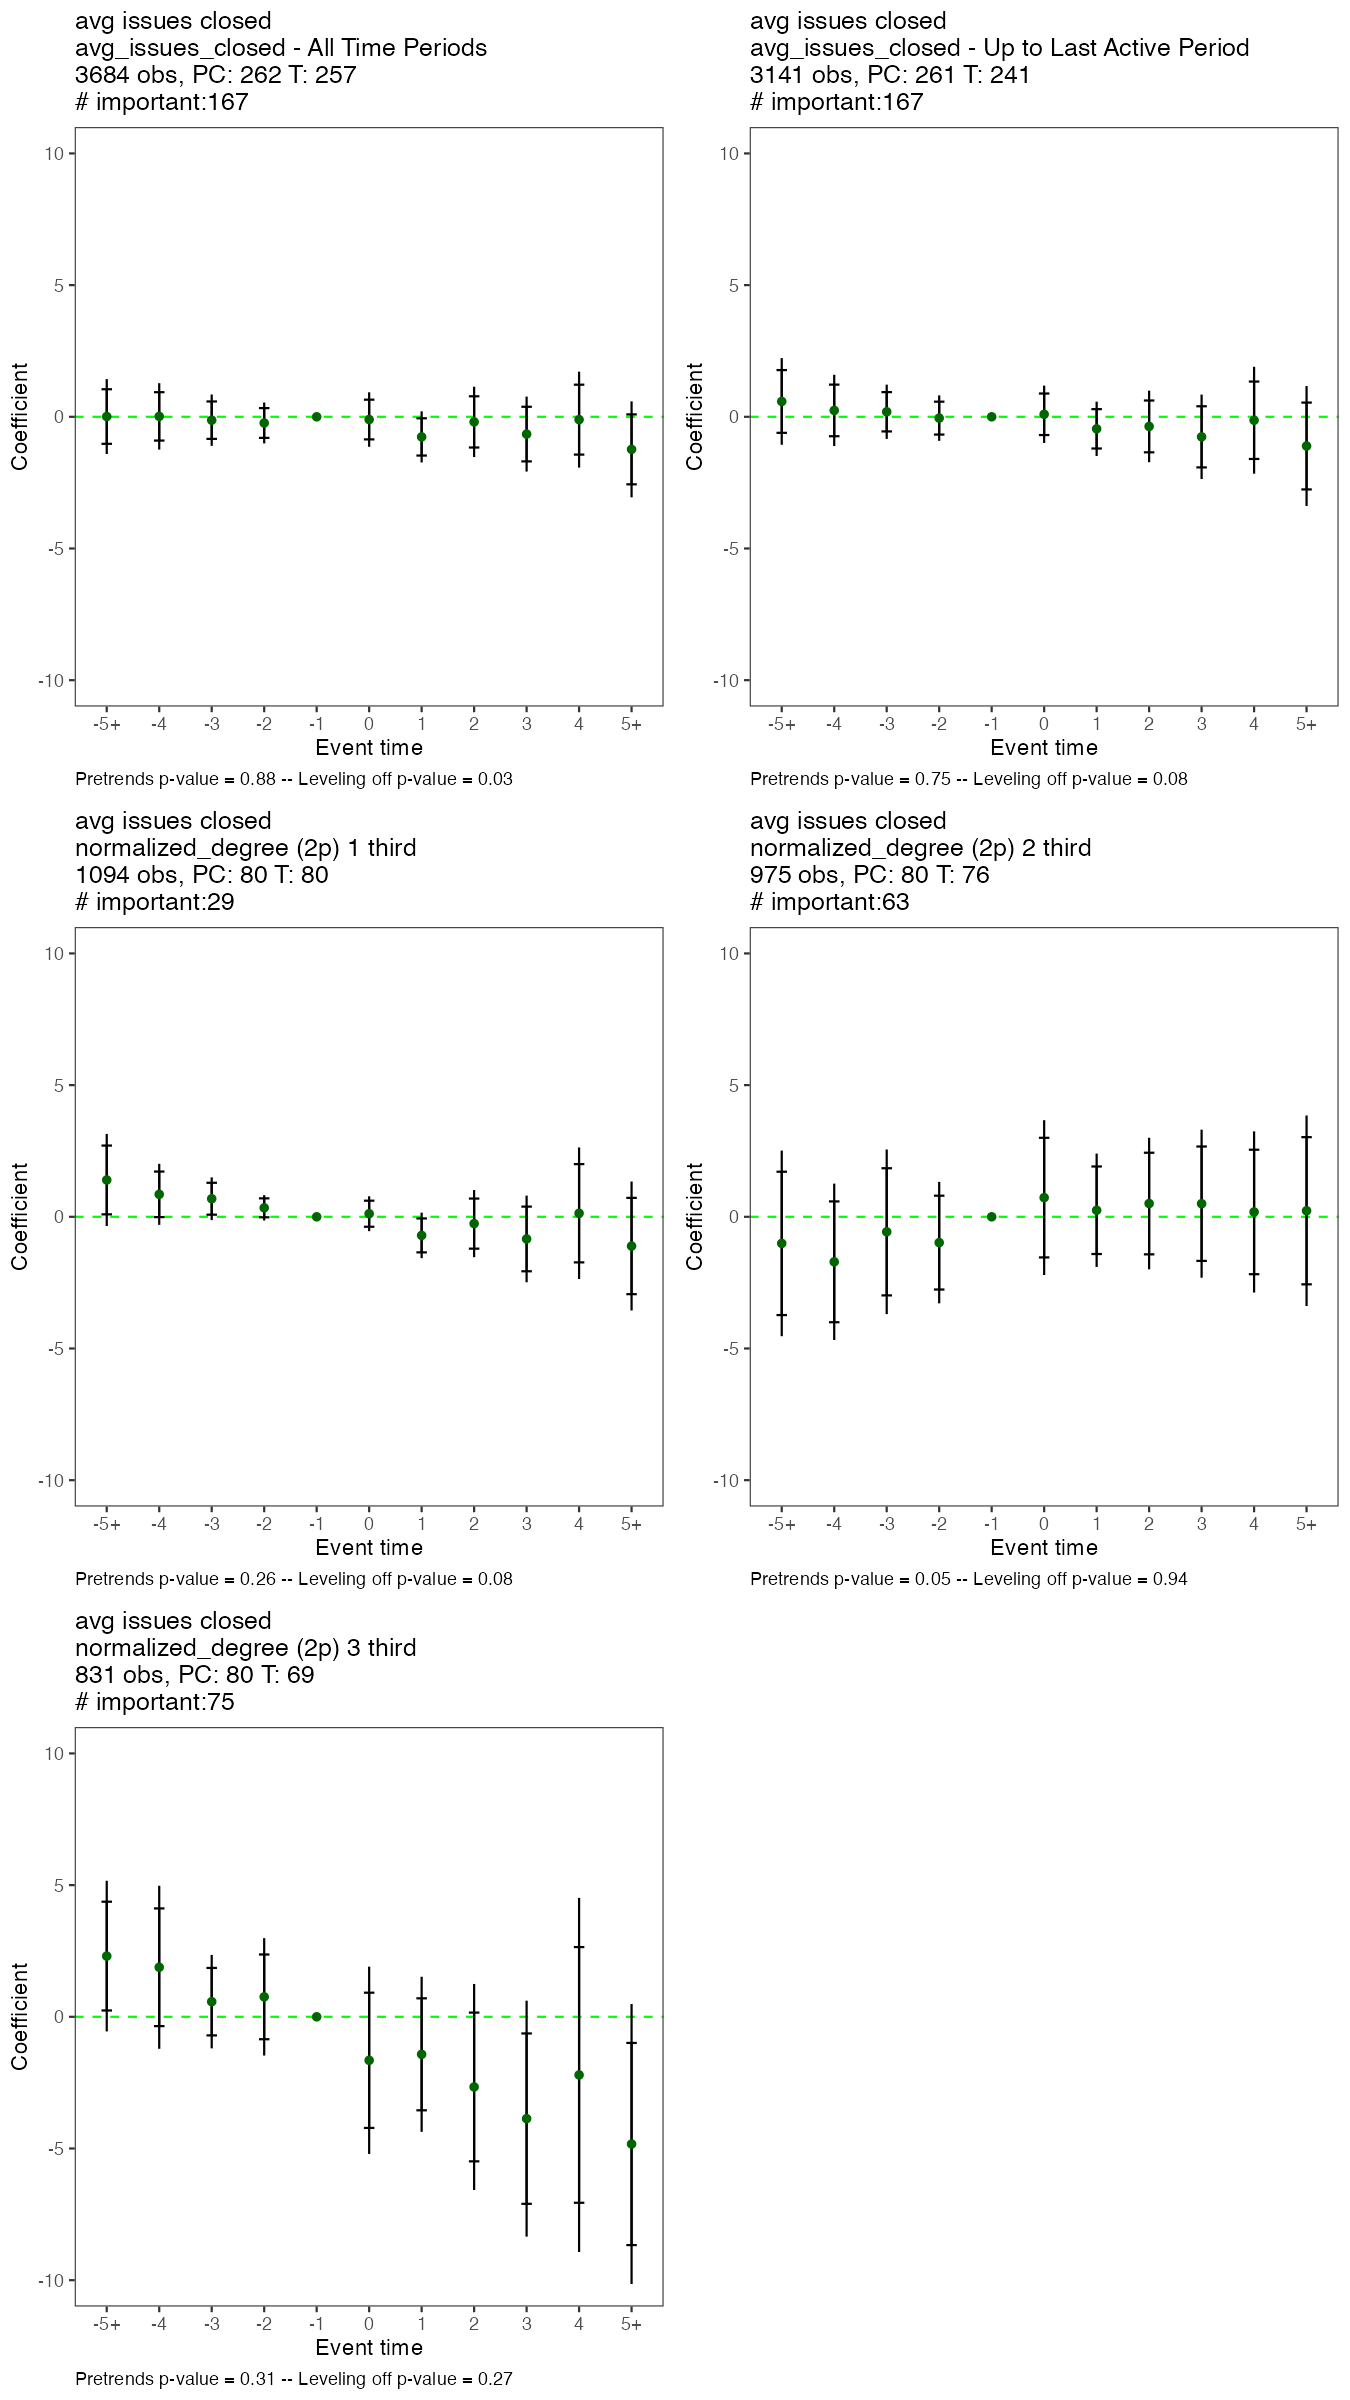 avg issues closed
avg_issues_closed - All Time Periods
3684 obs, PC: 262 T: 257
# important:167
10
5
0
-5
-10
Coefficient
-5+ -4 -3 -2 -1 0 1 2 3 4 5+
Event time
Pretrends p-value = 0.88 -- Leveling off p-value = 0.03
avg issues closed
avg_issues_closed - Up to Last Active Period
3141 obs, PC: 261 T: 241
# important:167
10
5
0
-5
-10
Coefficient
-5+ -4 -3 -2 -1 0 1 2 3 4 5+
Event time
Pretrends p-value = 0.75 -- Leveling off p-value = 0.08
avg issues closed
normalized_degree (2p) 1 third
1094 obs, PC: 80 T: 80
# important:29
10
5
0
-5
-10
Coefficient
-5+ -4 -3 -2 -1 0 1 2 3 4 5+
Event time
Pretrends p-value = 0.26 -- Leveling off p-value = 0.08
avg issues closed
normalized_degree (2p) 2 third
975 obs, PC: 80 T: 76
# important:63
10
5
0
-5
-10
Coefficient
-5+ -4 -3 -2 -1 0 1 2 3 4 5+
Event time
Pretrends p-value = 0.05 -- Leveling off p-value = 0.94
avg issues closed
normalized_degree (2p) 3 third
831 obs, PC: 80 T: 69
# important:75
10
5
0
-5
-10
Coefficient
-5+ -4 -3 -2 -1 0 1 2 3 4 5+
Event time
Pretrends p-value = 0.31 -- Leveling off p-value = 0.27